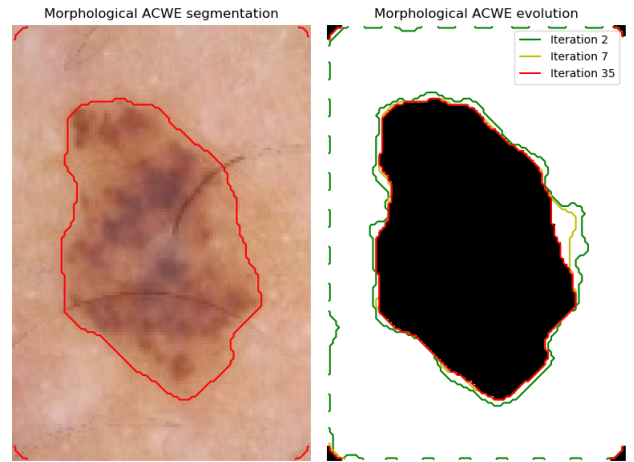 Morphological ACWE segmentation
Morphological ACWE evolution
Iteration 2
Iteration 7
Iteration 35